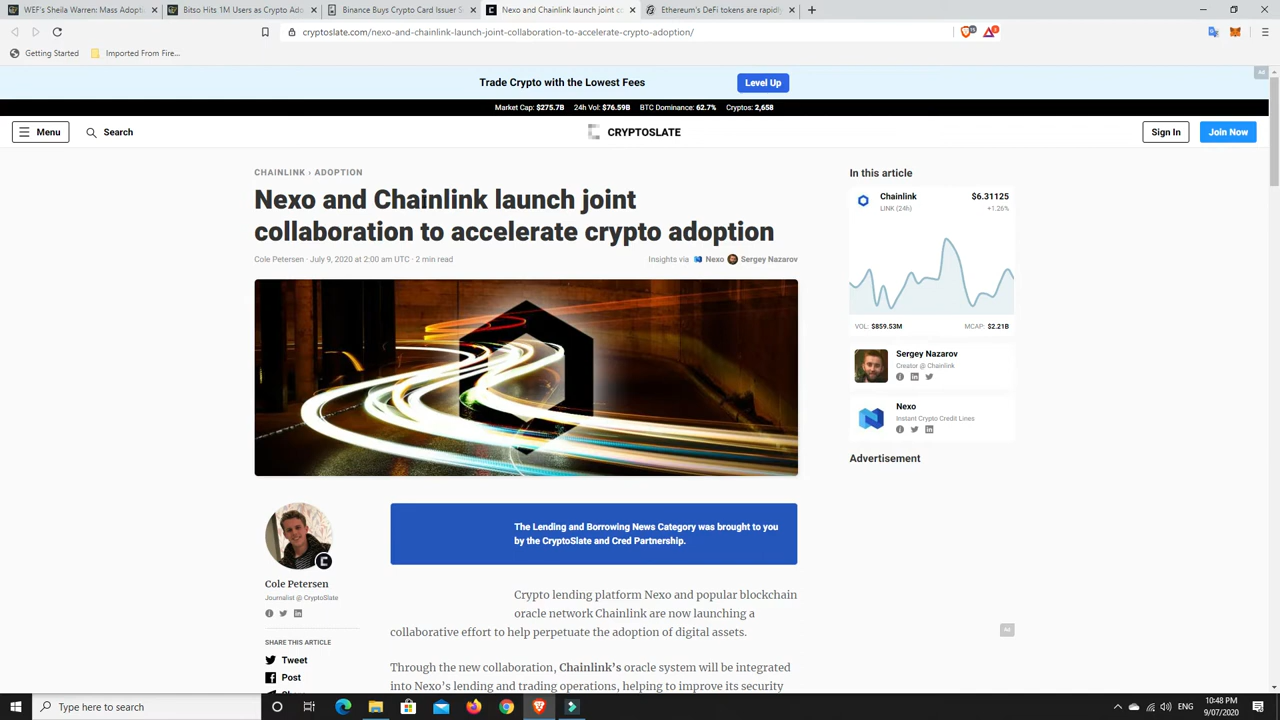 WEF's Sheila Warren: Mass Adopti
Bitso Hits 1M Users as Crypto Ado
Binance Buys Crypto Card Issuer S
Nexo and Chainlink launch joint co
Ethereum's DeFi tokens are rapidl
cryptoslate.com/nexo-and-chainlink-launch-joint-collaboration-to-accelerate-crypto-adoption/
Getting Started
Imported From Fire...
Trade Crypto with the Lowest Fees
Level Up
Ad
Market Cap: $275.7B 24h Vol: $76.59B BTC Dominance: 62.7% Cryptos: 2,658
Menu
Search
CRYPTOSLATE
Sign In
Join Now
CHAINLINK › ADOPTION
Nexo and Chainlink launch joint
collaboration to accelerate crypto adoption
Cole Petersen · July 9, 2020 at 2:00 am UTC · 2 min read
Insights via Nexo Sergey Nazarov
In this article
Chainlink $6.31125
LINK (24h) +1.26%
VOL: $859.53M MCAP: $2.21B
Sergey Nazarov
Creator @ Chainlink
Nexo
Instant Crypto Credit Lines
Advertisement
Ad
Cole Petersen
Journalist @ CryptoSlate
SHARE THIS ARTICLE
Tweet
Post
The Lending and Borrowing News Category was brought to you
by the CryptoSlate and Cred Partnership.
Crypto lending platform Nexo and popular blockchain
oracle network Chainlink are now launching a
collaborative effort to help perpetuate the adoption of digital assets.
Through the new collaboration, Chainlink's oracle system will be integrated
into Nexo's lending and trading operations, helping to improve its security
Type here to search
ENG
10:48 PM
9/07/2020